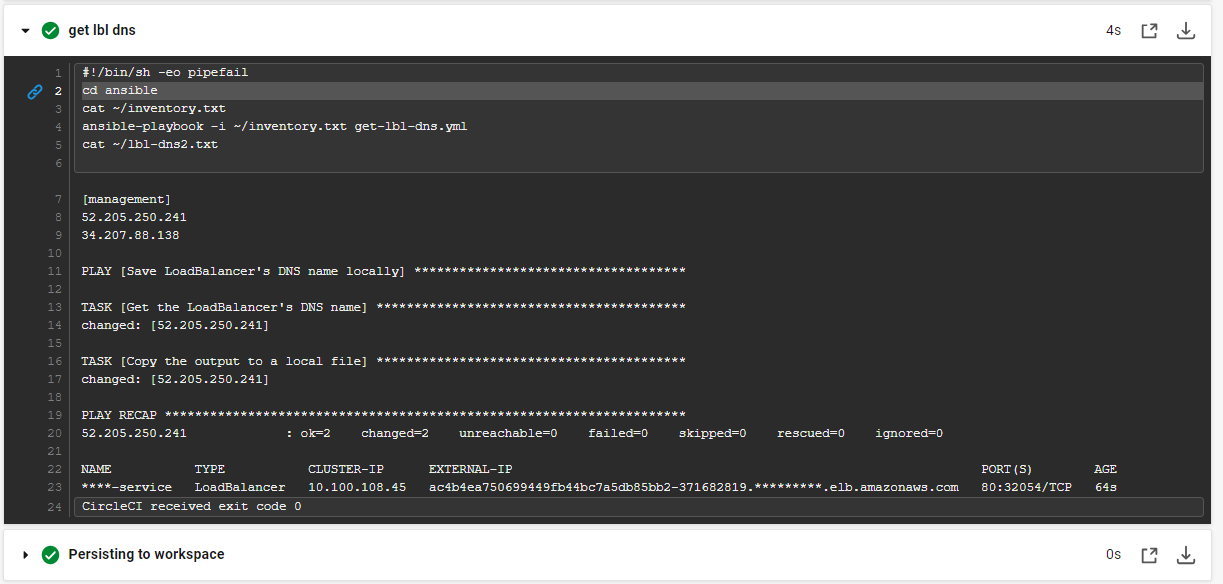 get lbl dns 4s
1 #!/bin/sh -eo pipefail
2 cd ansible
3 cat ~/inventory.txt
4 ansible-playbook -i ~/inventory.txt get-lbl-dns.yml
5 cat ~/lbl-dns2.txt
6
7 [management]
8 52.205.250.241
9 34.207.88.138
10
11 PLAY [Save LoadBalancer's DNS name locally] ************************************
12
13 TASK [Get the LoadBalancer's DNS name] *****************************************
14 changed: [52.205.250.241]
15
16 TASK [Copy the output to a local file] *****************************************
17 changed: [52.205.250.241]
18
19 PLAY RECAP *********************************************************************
20 52.205.250.241 : ok=2 changed=2 unreachable=0 failed=0 skipped=0 rescued=0 ignored=0
21
22 NAME TYPE CLUSTER-IP EXTERNAL-IP PORT(S) AGE
23 ****-service LoadBalancer 10.100.108.45 ac4b4ea750699449fb44bc7a5db85bb2-371682819.*********.elb.amazonaws.com 80:32054/TCP 64s
24 CircleCI received exit code 0
Persisting to workspace 0s